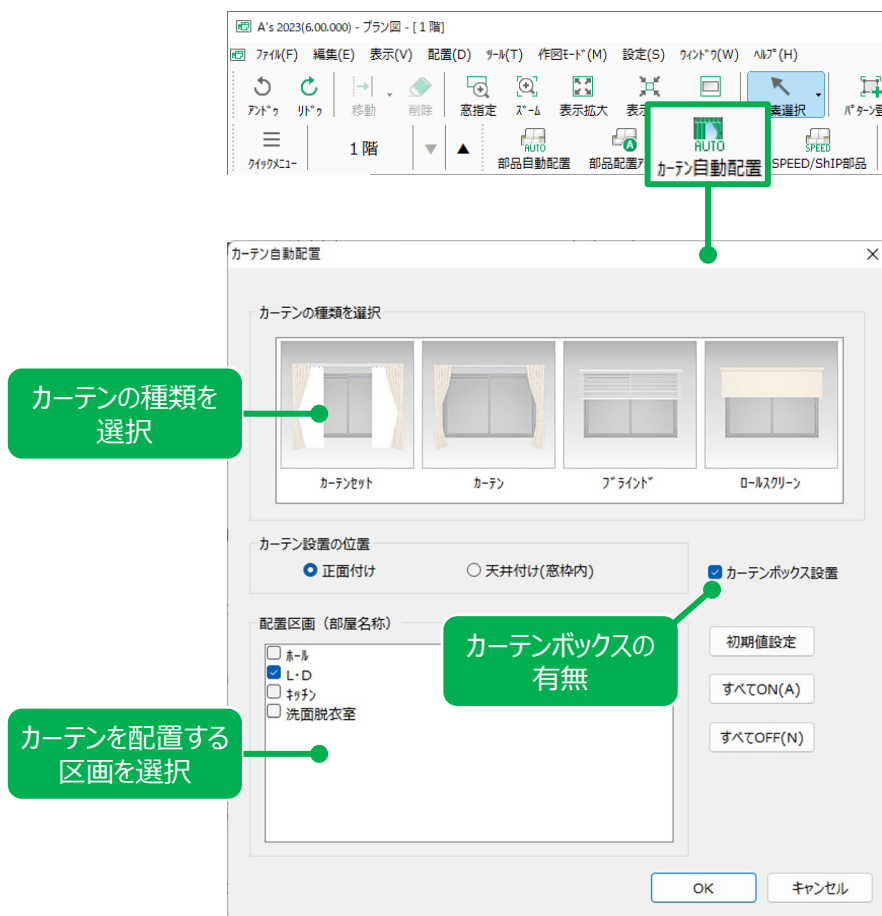 A's 2023(6.00.000) - プラン図 - [1 階]
ファイル(F) 編集(E) 表示(V) 配置(D) ツール(T) 作図モード(M) 設定(S) ウインドウ(W) ヘルプ(H)
アンドゥ リドゥ 移動 削除 窓指定 ズーム 表示拡大 素選択
クイックメニュー 1 階 ▼ ▲ AUTO 部品自動配置 A 部品配置 AUTO カーテン自動配置 SPEED SPEED/ShIP部品
カーテン自動配置
カーテンの種類を選択
カーテンの種類を
選択
カーテンセット カーテン ブラインド ロールスクリーン
カーテン設置の位置
正面付け 天井付け(窓枠内) カーテンボックス設置
配置区画（部屋名称）
ホール
L・D
キッチン
洗面脱衣室
カーテンボックスの
有無
初期値設定
すべてON(A)
すべてOFF(N)
カーテンを配置する
区画を選択
OK キャンセル